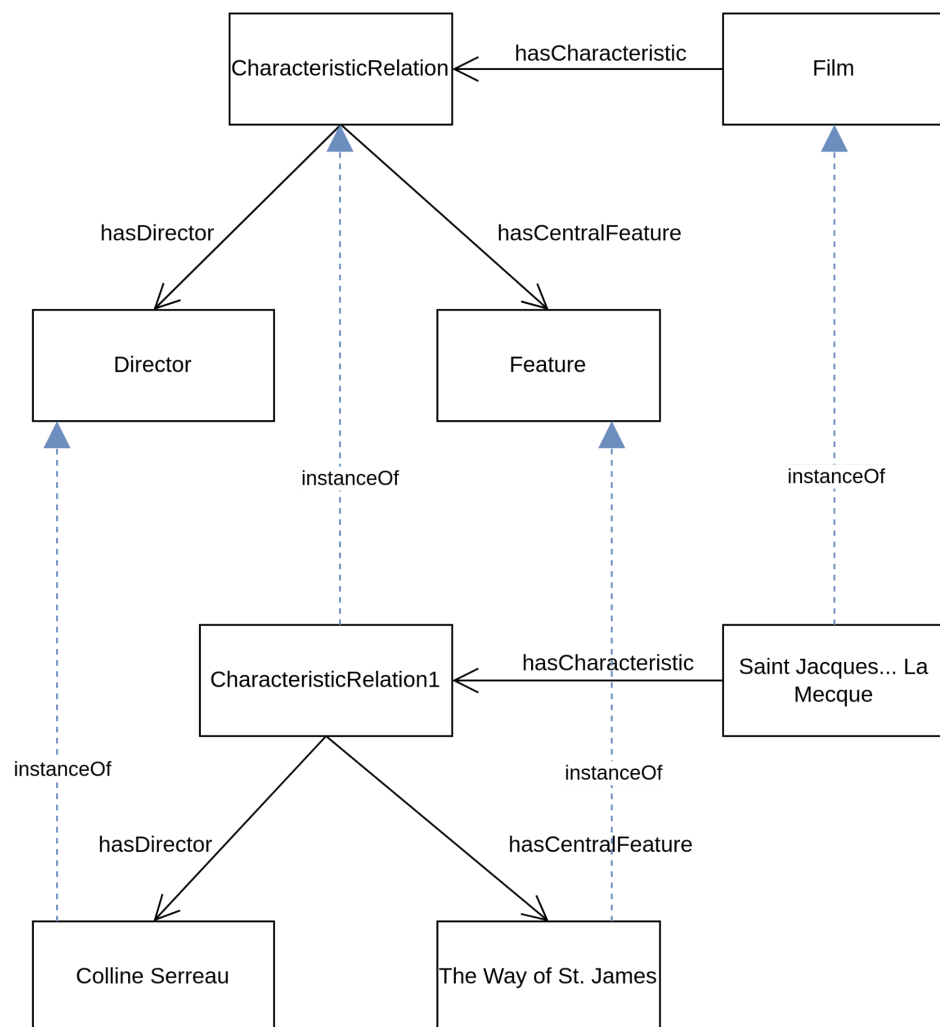 hasCharacteristic
CharacteristicRelation
Film
hasDirector
hasCentralFeature
Director
Feature
instanceOf
instanceOf
CharacteristicRelation1
hasCharacteristic
Saint Jacques... La
Mecque
instanceOf
instanceOf
hasDirector
hasCentralFeature
Colline Serreau
The Way of St. James